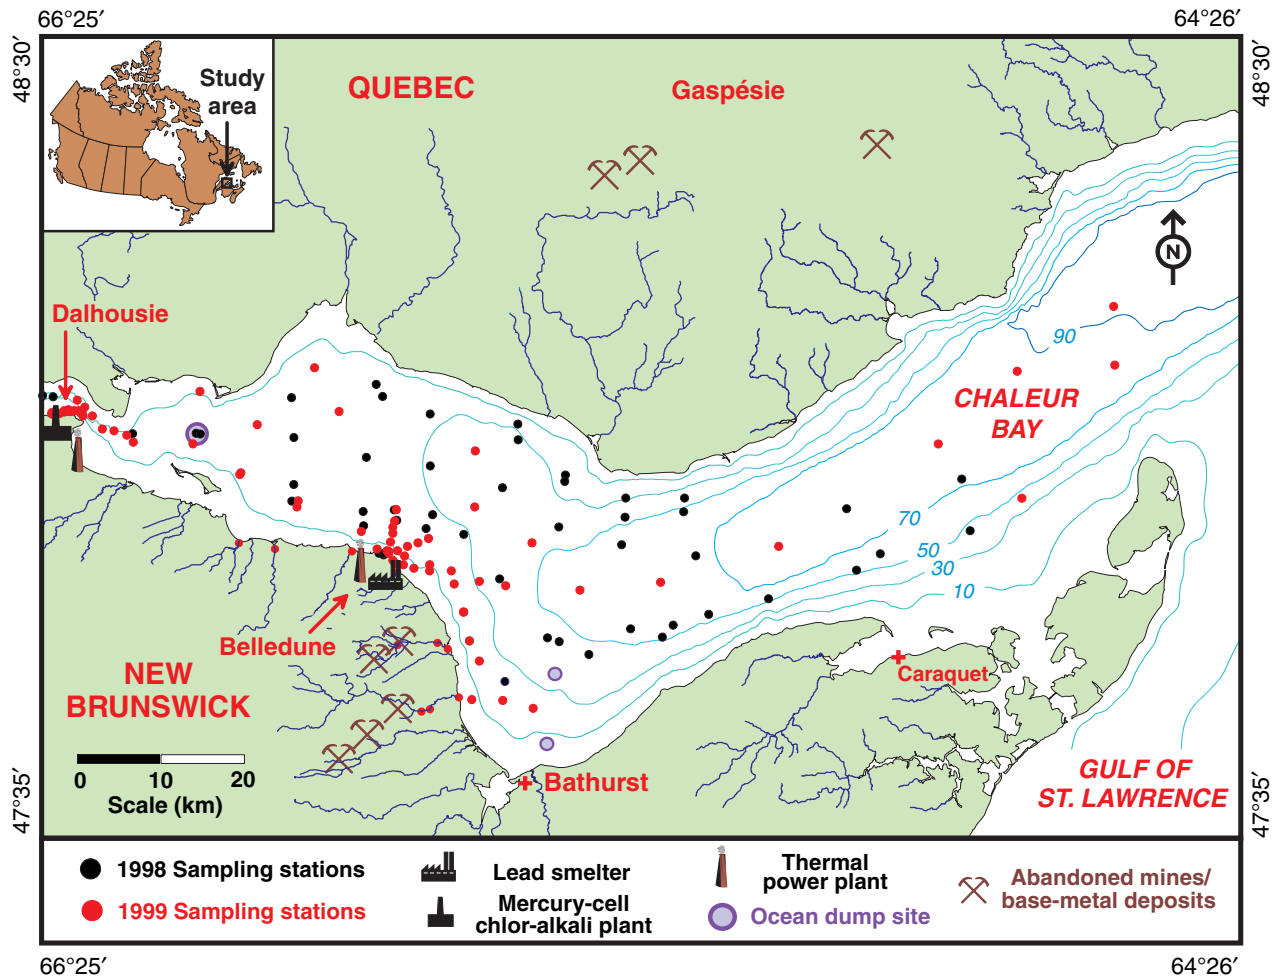 66°25′
64°26′
48°30′
48°30′
Study
area
QUEBEC
Gaspésie
N
Dalhousie
90
CHALEUR
BAY
70
50
30
10
Belledune
NEW
BRUNSWICK
Caraquet
0 10 20
Scale (km)
Bathurst
GULF OF
ST. LAWRENCE
47°35′
47°35′
1998 Sampling stations
1999 Sampling stations
Lead smelter
Mercury-cell
chlor-alkali plant
Thermal
power plant
Ocean dump site
Abandoned mines/
base-metal deposits
66°25′
64°26′